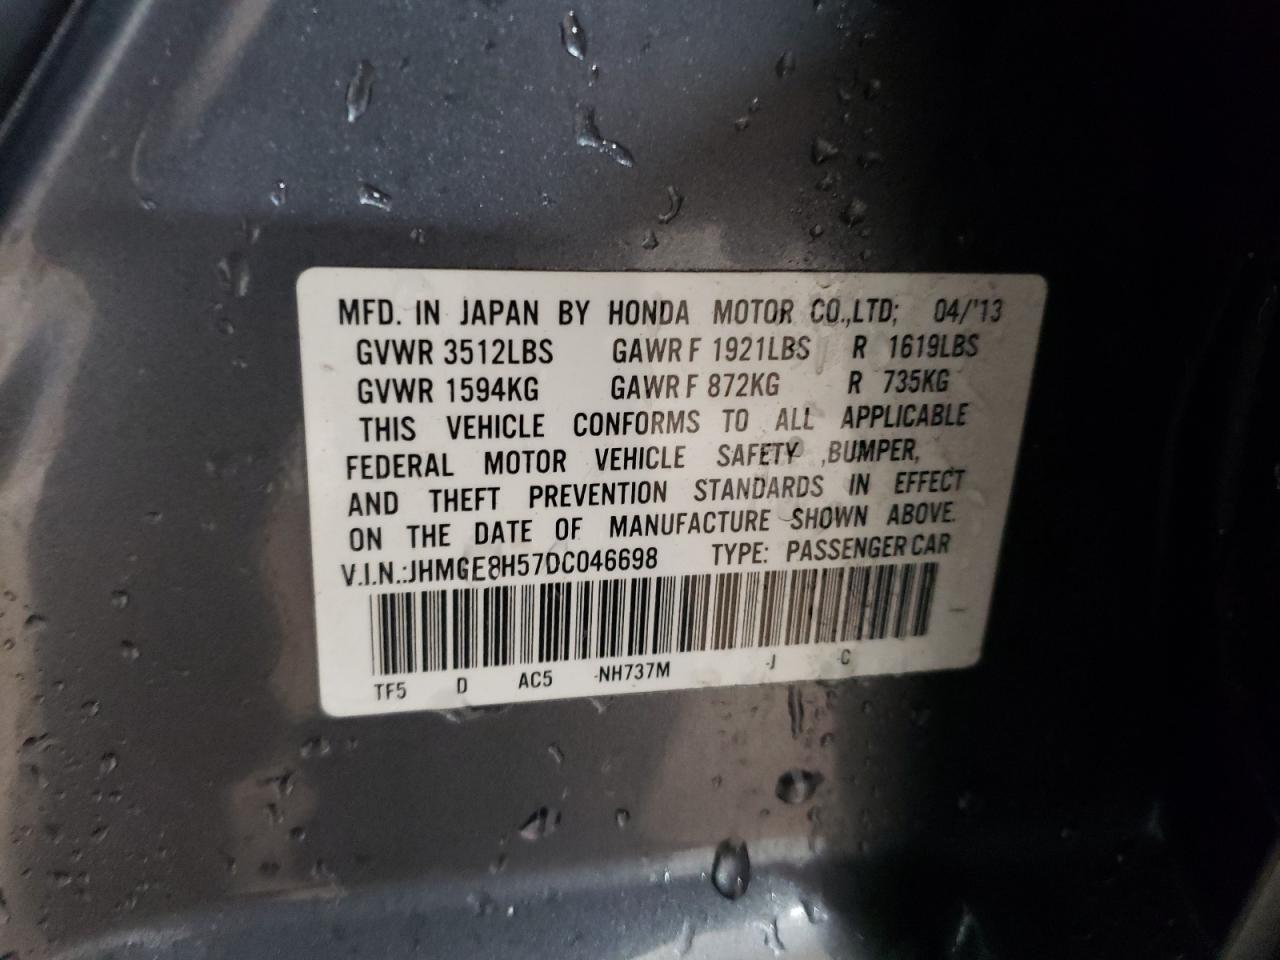 MFD. IN JAPAN BY HONDA MOTOR CO.,LTD; 04/'13
GVWR 3512LBS GAWR F 1921LBS R 1619LBS
GVWR 1594KG GAWR F 872KG R 735KG
THIS VEHICLE CONFORMS TO ALL APPLICABLE
FEDERAL MOTOR VEHICLE SAFETY ,BUMPER,
AND THEFT PREVENTION STANDARDS IN EFFECT
ON THE DATE OF MANUFACTURE SHOWN ABOVE.
V.I.N.:JHMGE8H57DC046698 TYPE: PASSENGER CAR
TF5 D AC5 -NH737M -J -C